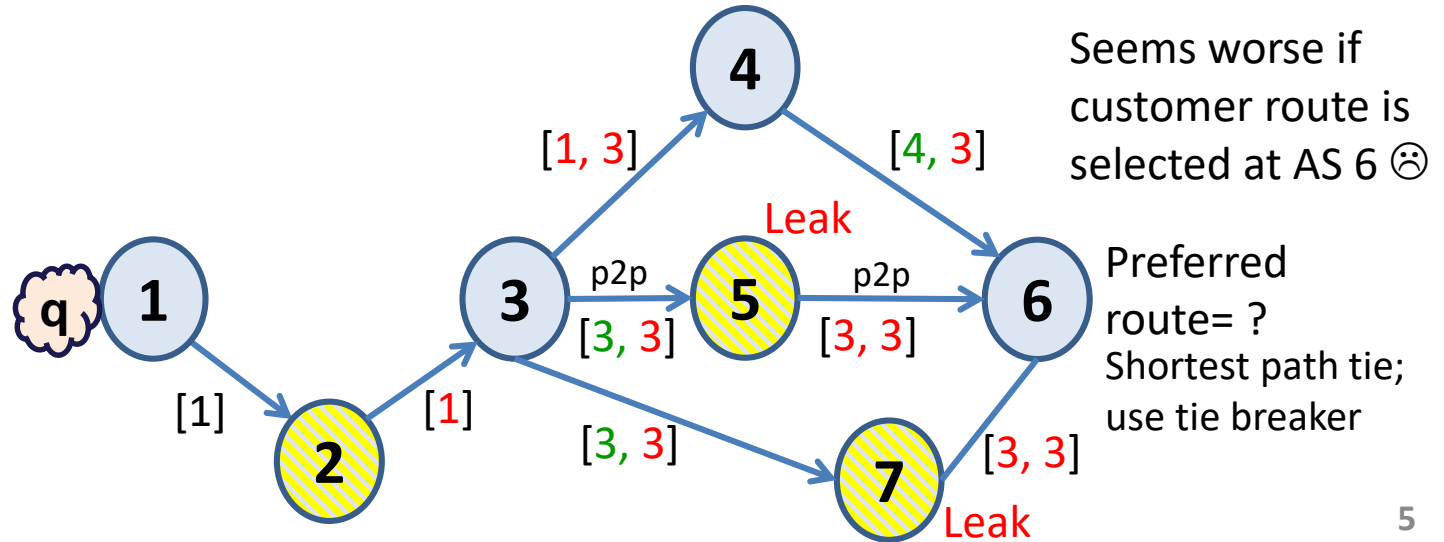 4
Seems worse if
customer route is
selected at AS 6 ☹
[1, 3]
[4, 3]
Leak
q
1
3
p2p
5
p2p
6
Preferred
route= ?
Shortest path tie;
use tie breaker
[3, 3]
[3, 3]
[1]
[1]
2
[3, 3]
7
[3, 3]
Leak
5